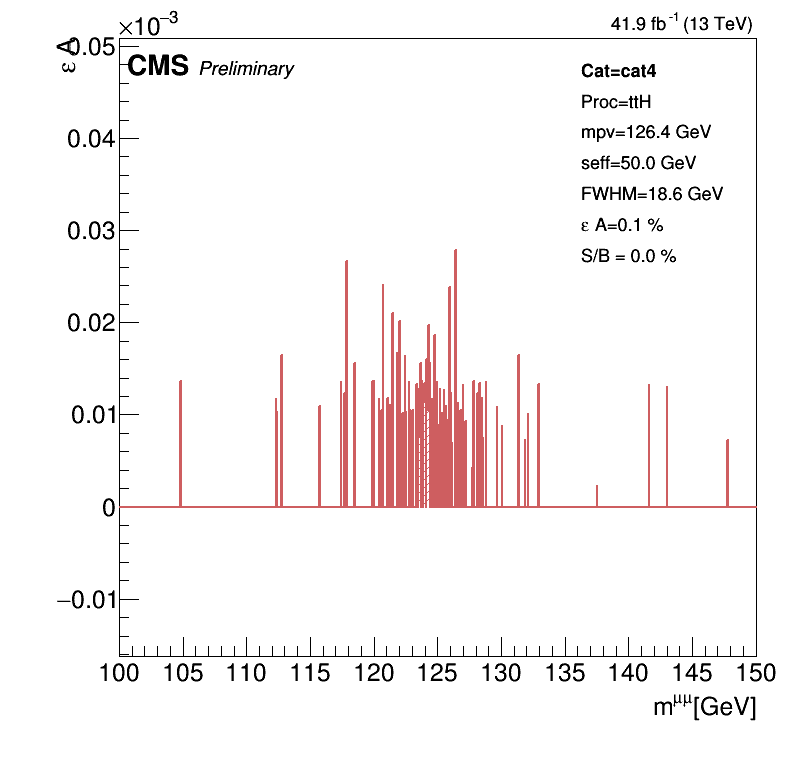 ×10⁻³
41.9 fb⁻¹ (13 TeV)
ε A
0.05
CMS Preliminary
Cat=cat4
Proc=ttH
mpv=126.4 GeV
seff=50.0 GeV
FWHM=18.6 GeV
ε A=0.1 %
S/B = 0.0 %
0.04
0.03
0.02
0.01
0
−0.01
100 105 110 115 120 125 130 135 140 145 150
m^μμ[GeV]